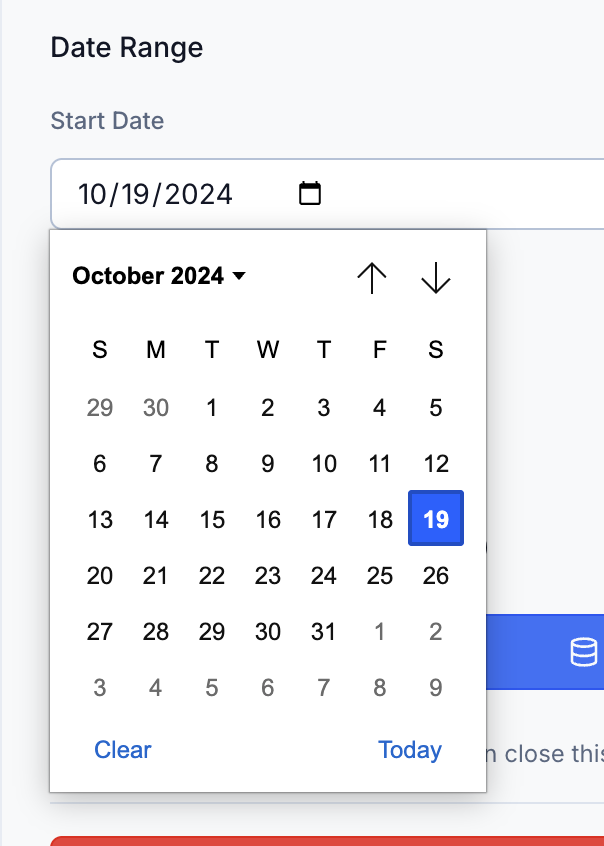 Date Range
Start Date
10/19/2024
October 2024
S M T W T F S
29 30 1 2 3 4 5
6 7 8 9 10 11 12
13 14 15 16 17 18 19
20 21 22 23 24 25 26
27 28 29 30 31 1 2
3 4 5 6 7 8 9
Clear Today
close